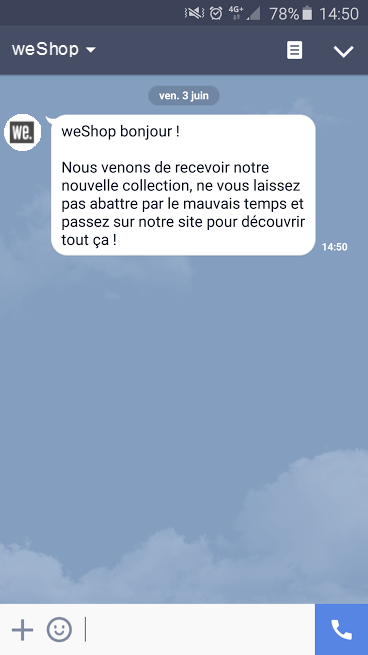 4G+ 78% 14:50
weShop
ven. 3 juin
we.
weShop bonjour !
Nous venons de recevoir notre
nouvelle collection, ne vous laissez
pas abattre par le mauvais temps et
passez sur notre site pour découvrir
tout ça !
14:50